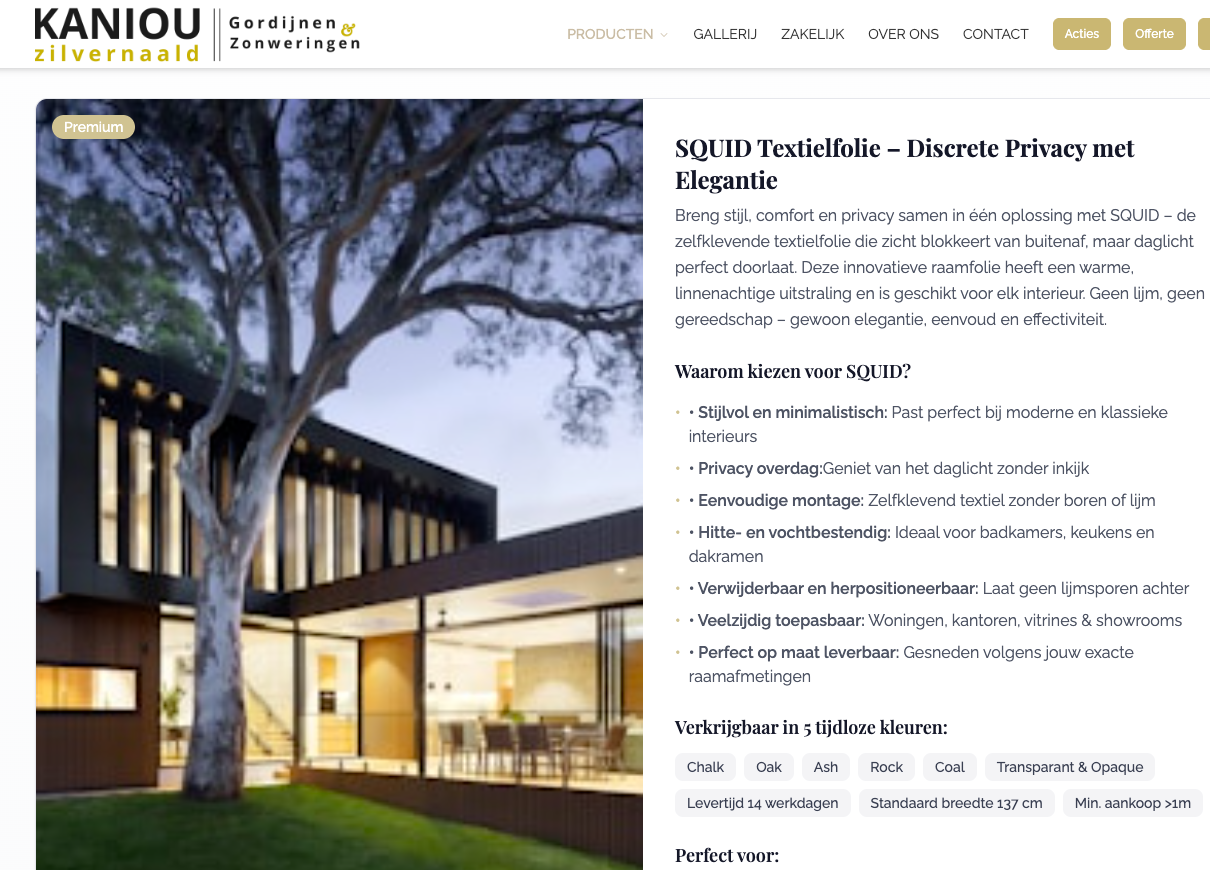 KANIOU
zilvernaald
Gordijnen &
Zonweringen
PRODUCTEN
GALLERIJ
ZAKELIJK
OVER ONS
CONTACT
Acties
Offerte
Premium
SQUID Textielfolie – Discrete Privacy met
Elegantie
Breng stijl, comfort en privacy samen in één oplossing met SQUID – de
zelfklevende textielfolie die zicht blokkeert van buitenaf, maar daglicht
perfect doorlaat. Deze innovatieve raamfolie heeft een warme,
linnenachtige uitstraling en is geschikt voor elk interieur. Geen lijm, geen
gereedschap – gewoon elegantie, eenvoud en effectiviteit.
Waarom kiezen voor SQUID?
• • Stijlvol en minimalistisch: Past perfect bij moderne en klassieke
interieurs
• • Privacy overdag:Geniet van het daglicht zonder inkijk
• • Eenvoudige montage: Zelfklevend textiel zonder boren of lijm
• • Hitte- en vochtbestendig: Ideaal voor badkamers, keukens en
dakramen
• • Verwijderbaar en herpositioneerbaar: Laat geen lijmsporen achter
• • Veelzijdig toepasbaar: Woningen, kantoren, vitrines & showrooms
• • Perfect op maat leverbaar: Gesneden volgens jouw exacte
raamafmetingen
Verkrijgbaar in 5 tijdloze kleuren:
Chalk
Oak
Ash
Rock
Coal
Transparant & Opaque
Levertijd 14 werkdagen
Standaard breedte 137 cm
Min. aankoop >1m
Perfect voor: